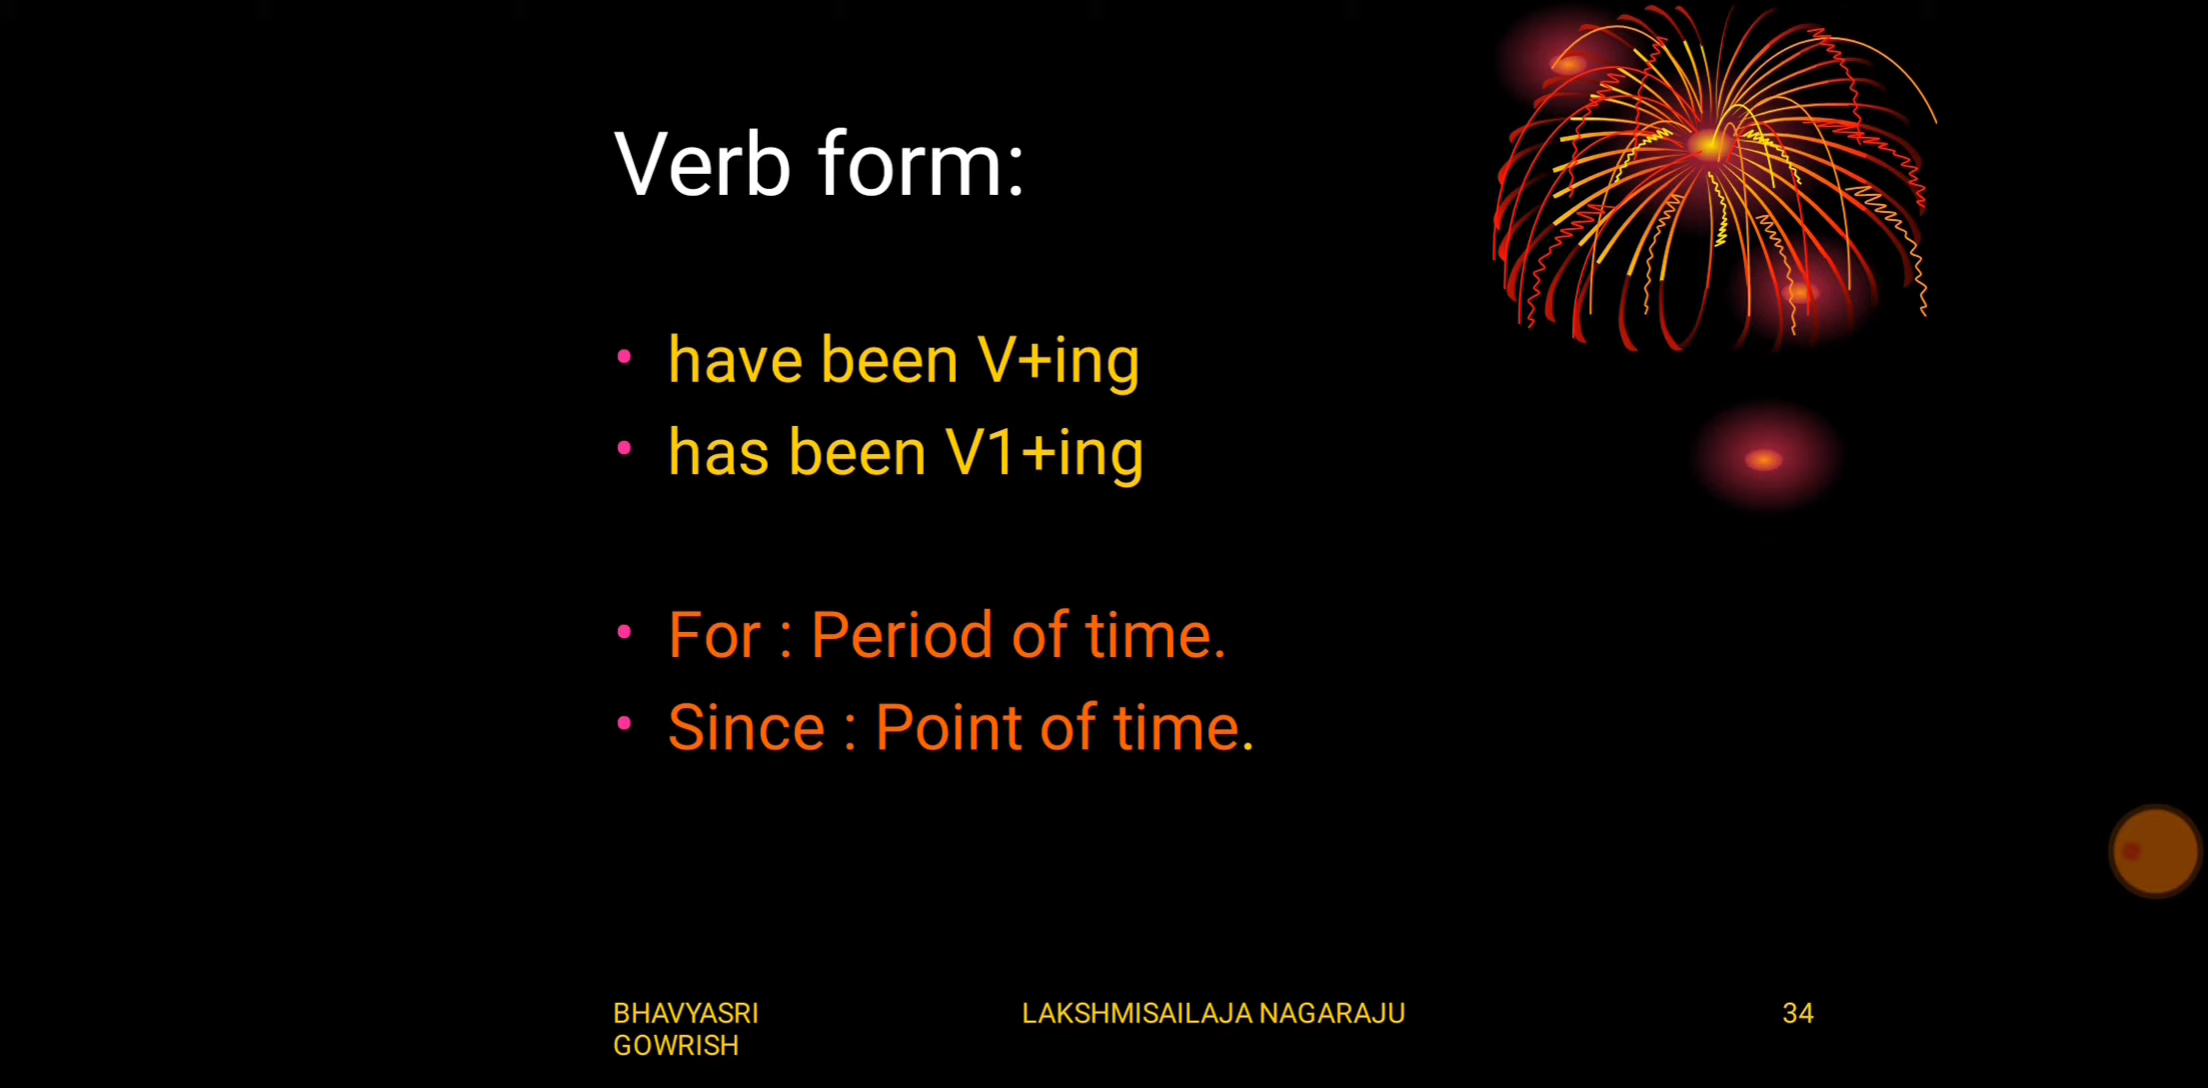 Verb form:
• have been V+ing
• has been V1+ing
• For : Period of time.
• Since : Point of time.
BHAVYASRI
GOWRISH
LAKSHMISAILAJA NAGARAJU
34